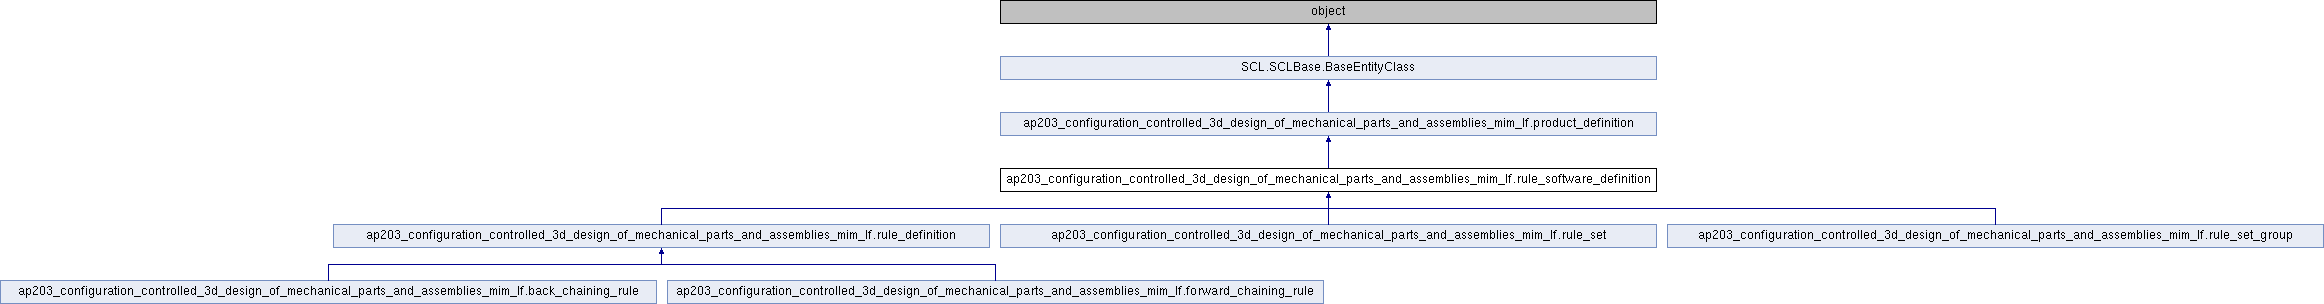 object
SCL.SCLBase.BaseEntityClass
ap203_configuration_controlled_3d_design_of_mechanical_parts_and_assemblies_mim_lf.product_definition
ap203_configuration_controlled_3d_design_of_mechanical_parts_and_assemblies_mim_lf.rule_software_definition
ap203_configuration_controlled_3d_design_of_mechanical_parts_and_assemblies_mim_lf.rule_definition
ap203_configuration_controlled_3d_design_of_mechanical_parts_and_assemblies_mim_lf.rule_set
ap203_configuration_controlled_3d_design_of_mechanical_parts_and_assemblies_mim_lf.rule_set_group
ap203_configuration_controlled_3d_design_of_mechanical_parts_and_assemblies_mim_lf.back_chaining_rule
ap203_configuration_controlled_3d_design_of_mechanical_parts_and_assemblies_mim_lf.forward_chaining_rule